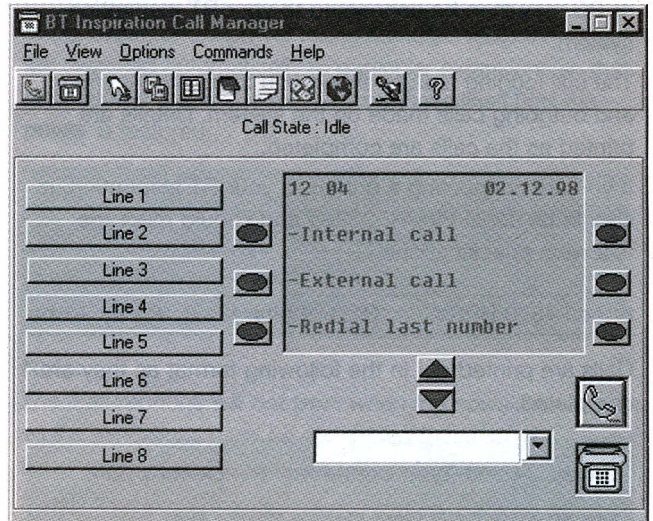 BT Inspiration Call Manager
File View Options Commands Help
Call State : Idle
Line 1
Line 2
Line 3
Line 4
Line 5
Line 6
Line 7
Line 8
12 04 02.12.98
-Internal call
-External call
-Redial last number